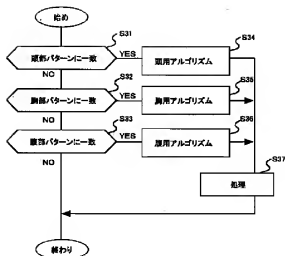 始め
S31
頭部パターンに一致
YES
S34
頭用アルゴリズム
NO
S32
胸部パターンに一致
YES
S35
胸用アルゴリズム
NO
S33
腹部パターンに一致
YES
S36
腹用アルゴリズム
NO
S37
処理
終わり